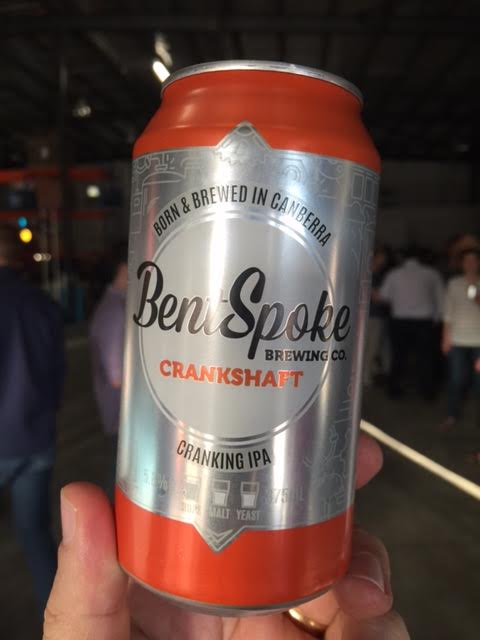 BORN & BREWED IN CANBERRA
BentSpoke
BREWING CO.
CRANKSHAFT
CRANKING IPA
MALT YEAST